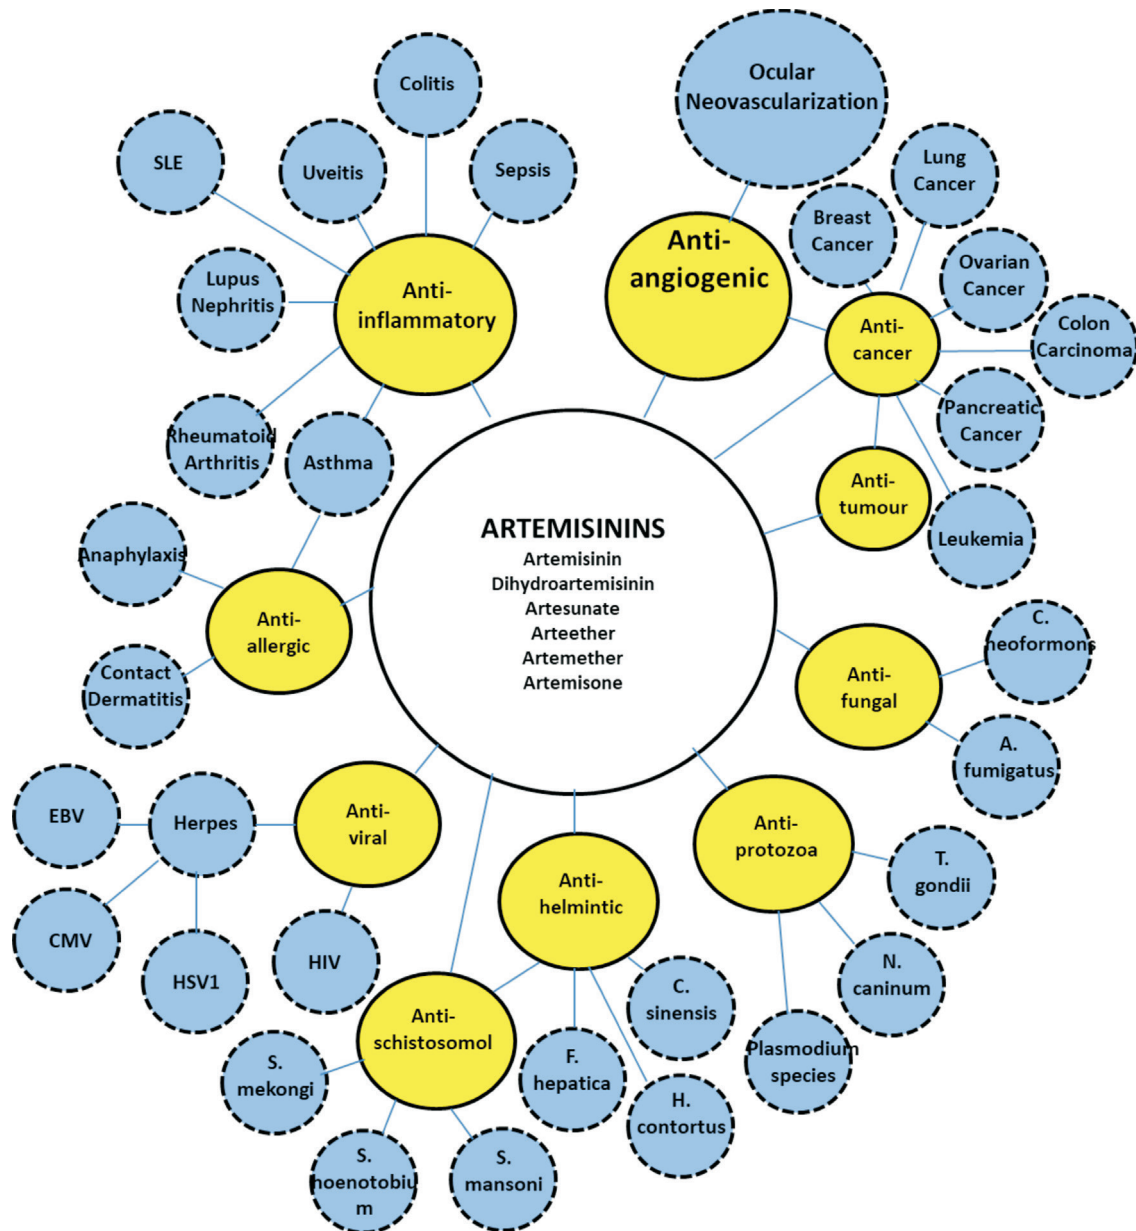 Colitis
Ocular
Neovascularization
SLE
Uveitis
Sepsis
Lung
Cancer
Breast
Cancer
Anti-
angiogenic
Ovarian
Cancer
Lupus
Nephritis
Anti-
inflammatory
Anti-
cancer
Colon
Carcinoma
Pancreatic
Cancer
Rheumatoid
Arthritis
Asthma
Anti-
tumour
Leukemia
ARTEMISININS
Artemisinin
Dihydroartemisinin
Artesunate
Arteether
Artemether
Artemisone
Anaphylaxis
Anti-
allergic
Contact
Dermatitis
C.
neoformons
Anti-
fungal
A.
fumigatus
EBV
Herpes
Anti-
viral
Anti-
protozoa
T.
gondii
Anti-
helmintic
CMV
HSV1
HIV
N.
caninum
C.
sinensis
Anti-
schistosomol
Plasmodium
species
S.
mekongi
F.
hepatica
H.
contortus
S.
hoenotobiu
m
S.
mansoni